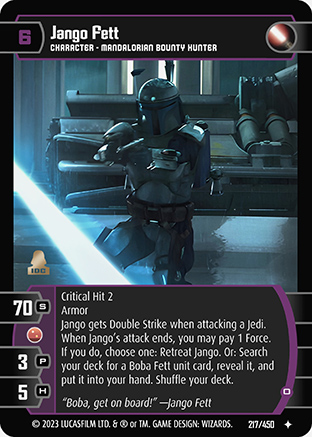 6
Jango Fett
CHARACTER - MANDALORIAN BOUNTY HUNTER
IDC
70 S
3 P
5 H
Critical Hit 2
Armor
Jango gets Double Strike when attacking a Jedi.
When Jango's attack ends, you may pay 1 Force.
If you do, choose one: Retreat Jango. Or: Search
your deck for a Boba Fett unit card, reveal it, and
put it into your hand. Shuffle your deck.
"Boba, get on board!" —Jango Fett
© 2023 LUCASFILM LTD. & ® or TM. GAME DESIGN: WIZARDS.
217/450